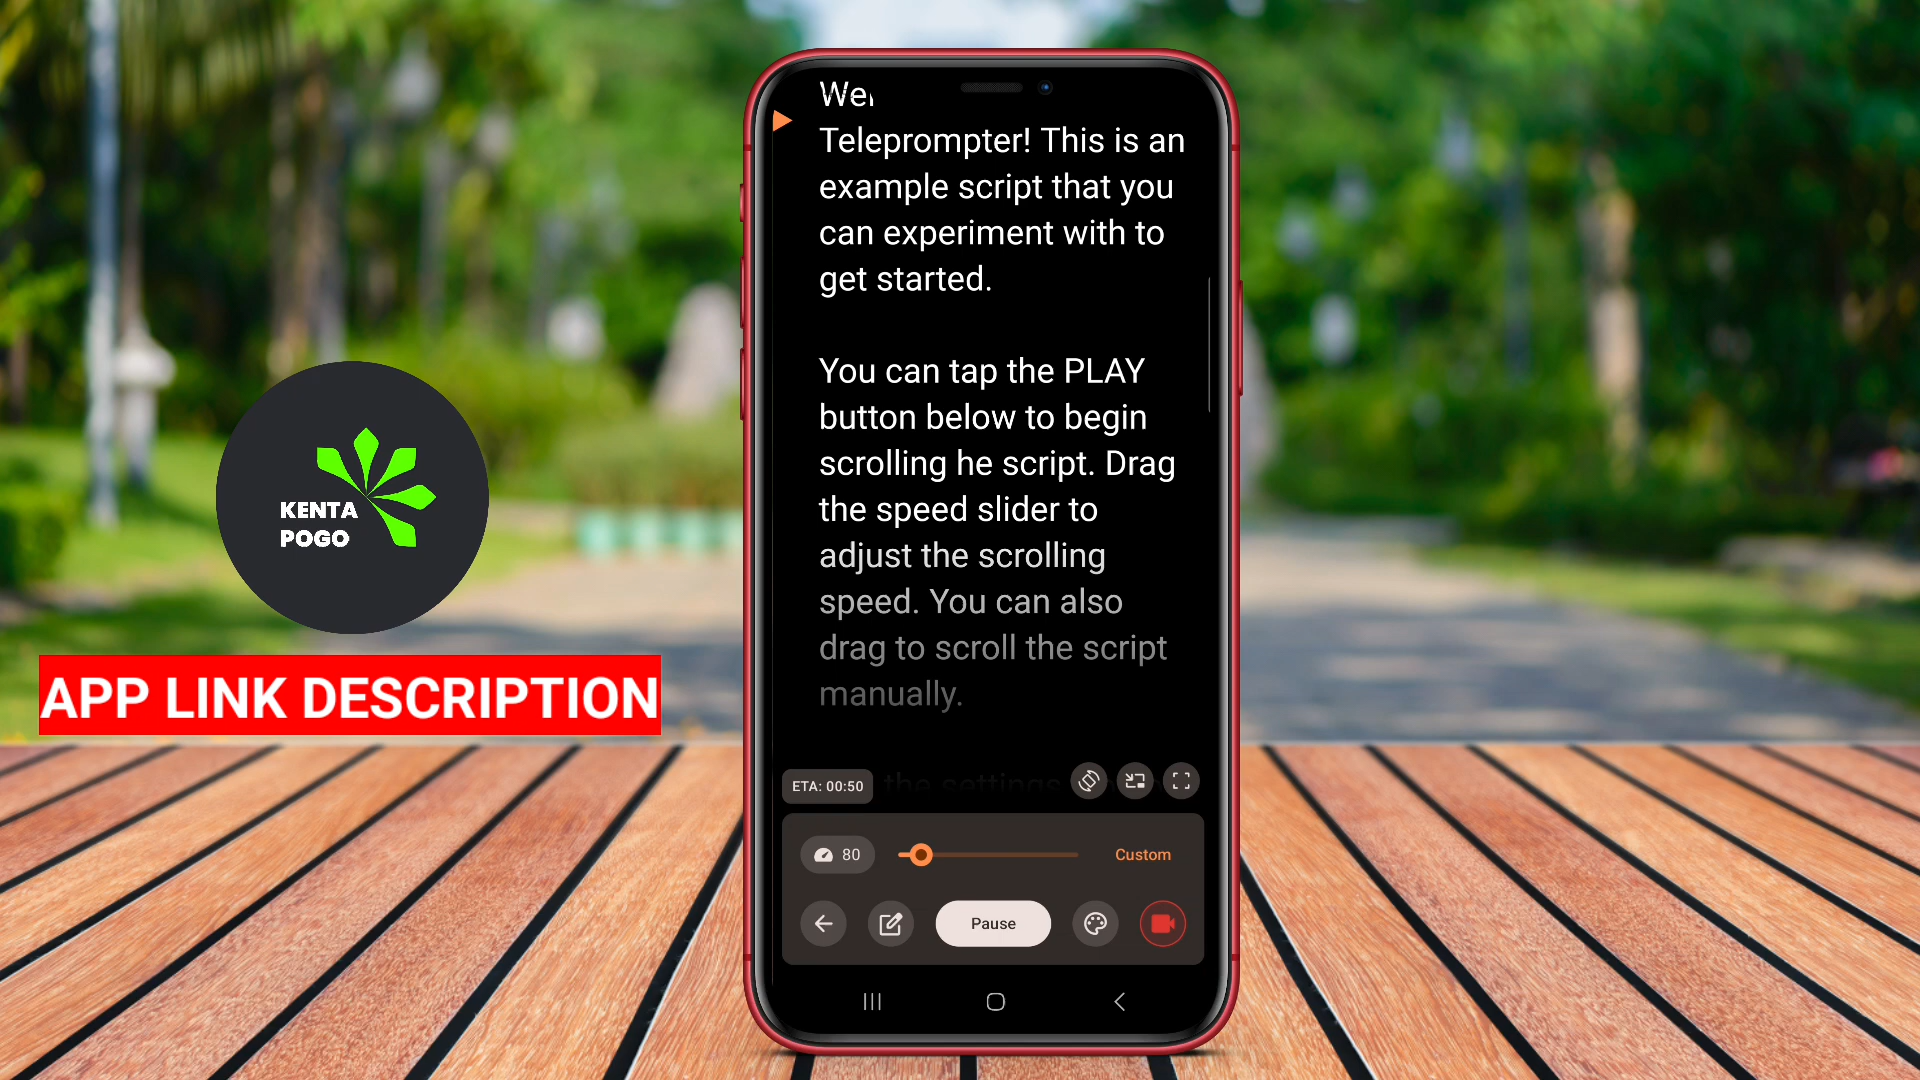 KENTA
POGO
APP LINK DESCRIPTION
Teleprompter! This is an
example script that you
can experiment with to
get started.
You can tap the PLAY
button below to begin
scrolling he script. Drag
the speed slider to
adjust the scrolling
speed. You can also
drag to scroll the script
manually.
ETA: 00:50
the settings
80
Custom
Pause